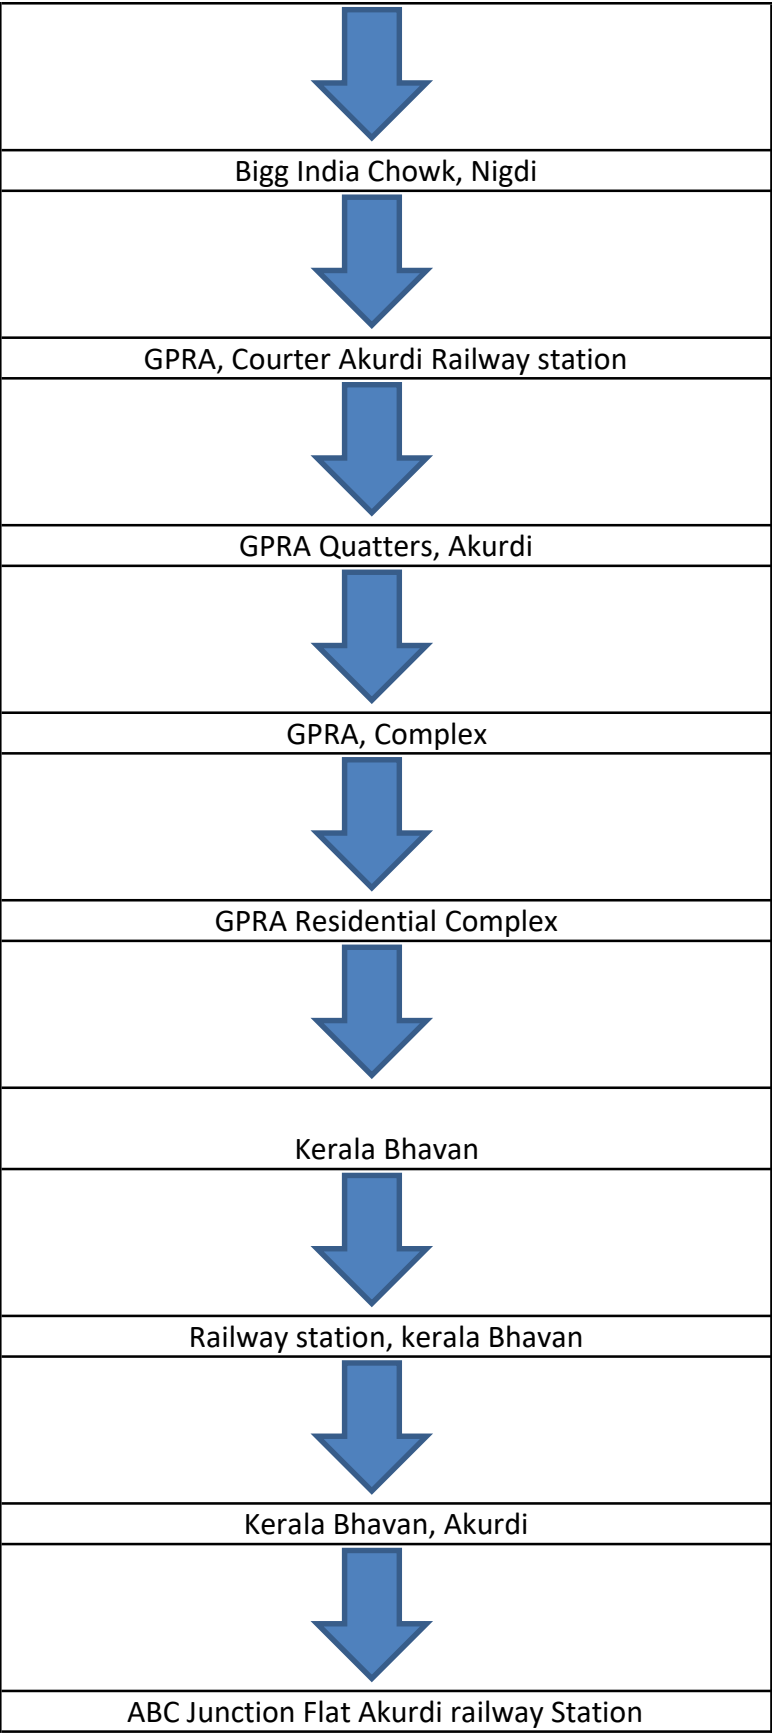 Bigg India Chowk, Nigdi
GPRA, Courter Akurdi Railway station
GPRA Quatters, Akurdi
GPRA, Complex
GPRA Residential Complex
Kerala Bhavan
Railway station, kerala Bhavan
Kerala Bhavan, Akurdi
ABC Junction Flat Akurdi railway Station